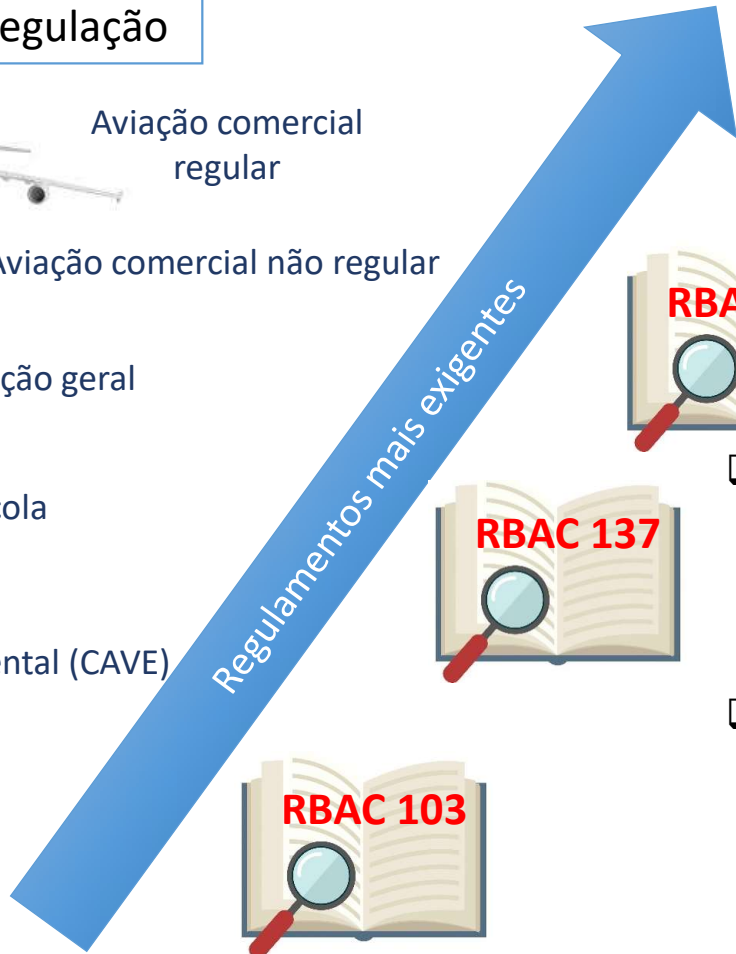 egulação
Aviação comercial
regular
Aviação comercial não regular
RBA
ção geral
Regulamentos mais exigentes
cola
RBAC 137
ental (CAVE)
RBAC 103